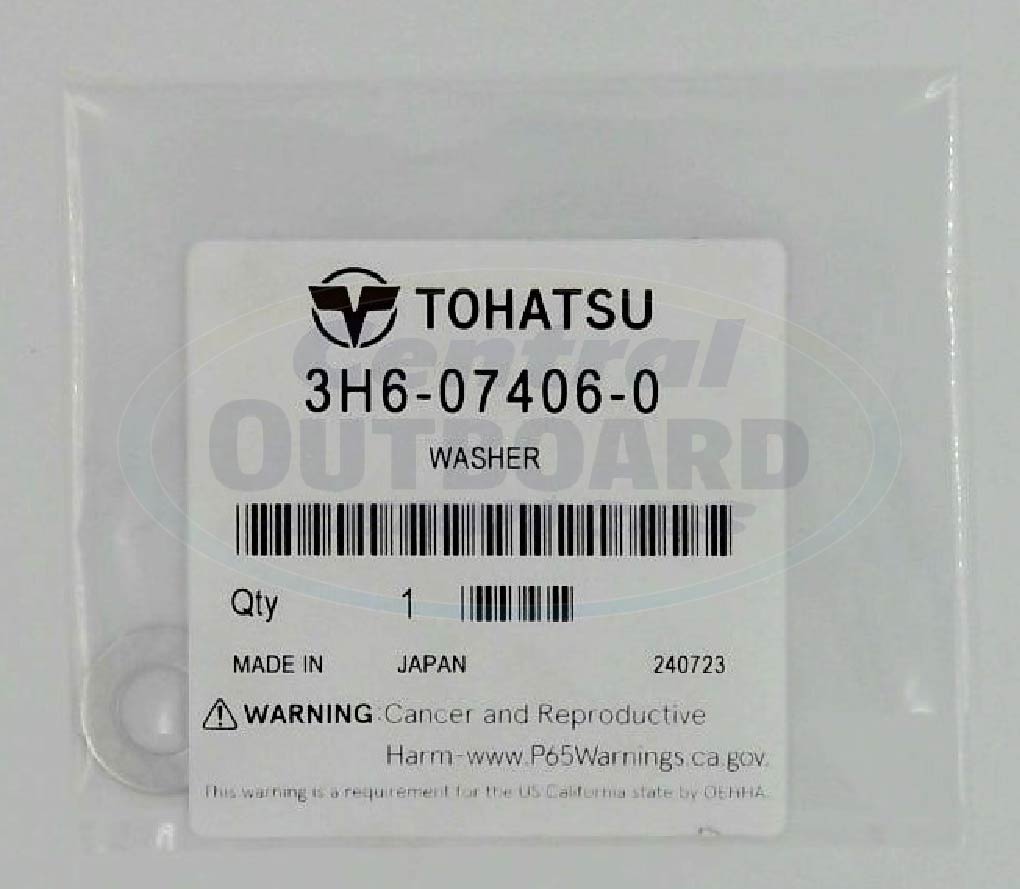 TOHATSU
Central
3H6-07406-0
OUTBOARD
WASHER
Qty 1
MADE IN JAPAN 240723
WARNING:Cancer and Reproductive
Harm-www.P65Warnings.ca.gov.
This warning is a requirement for the US California state by OEHHA.